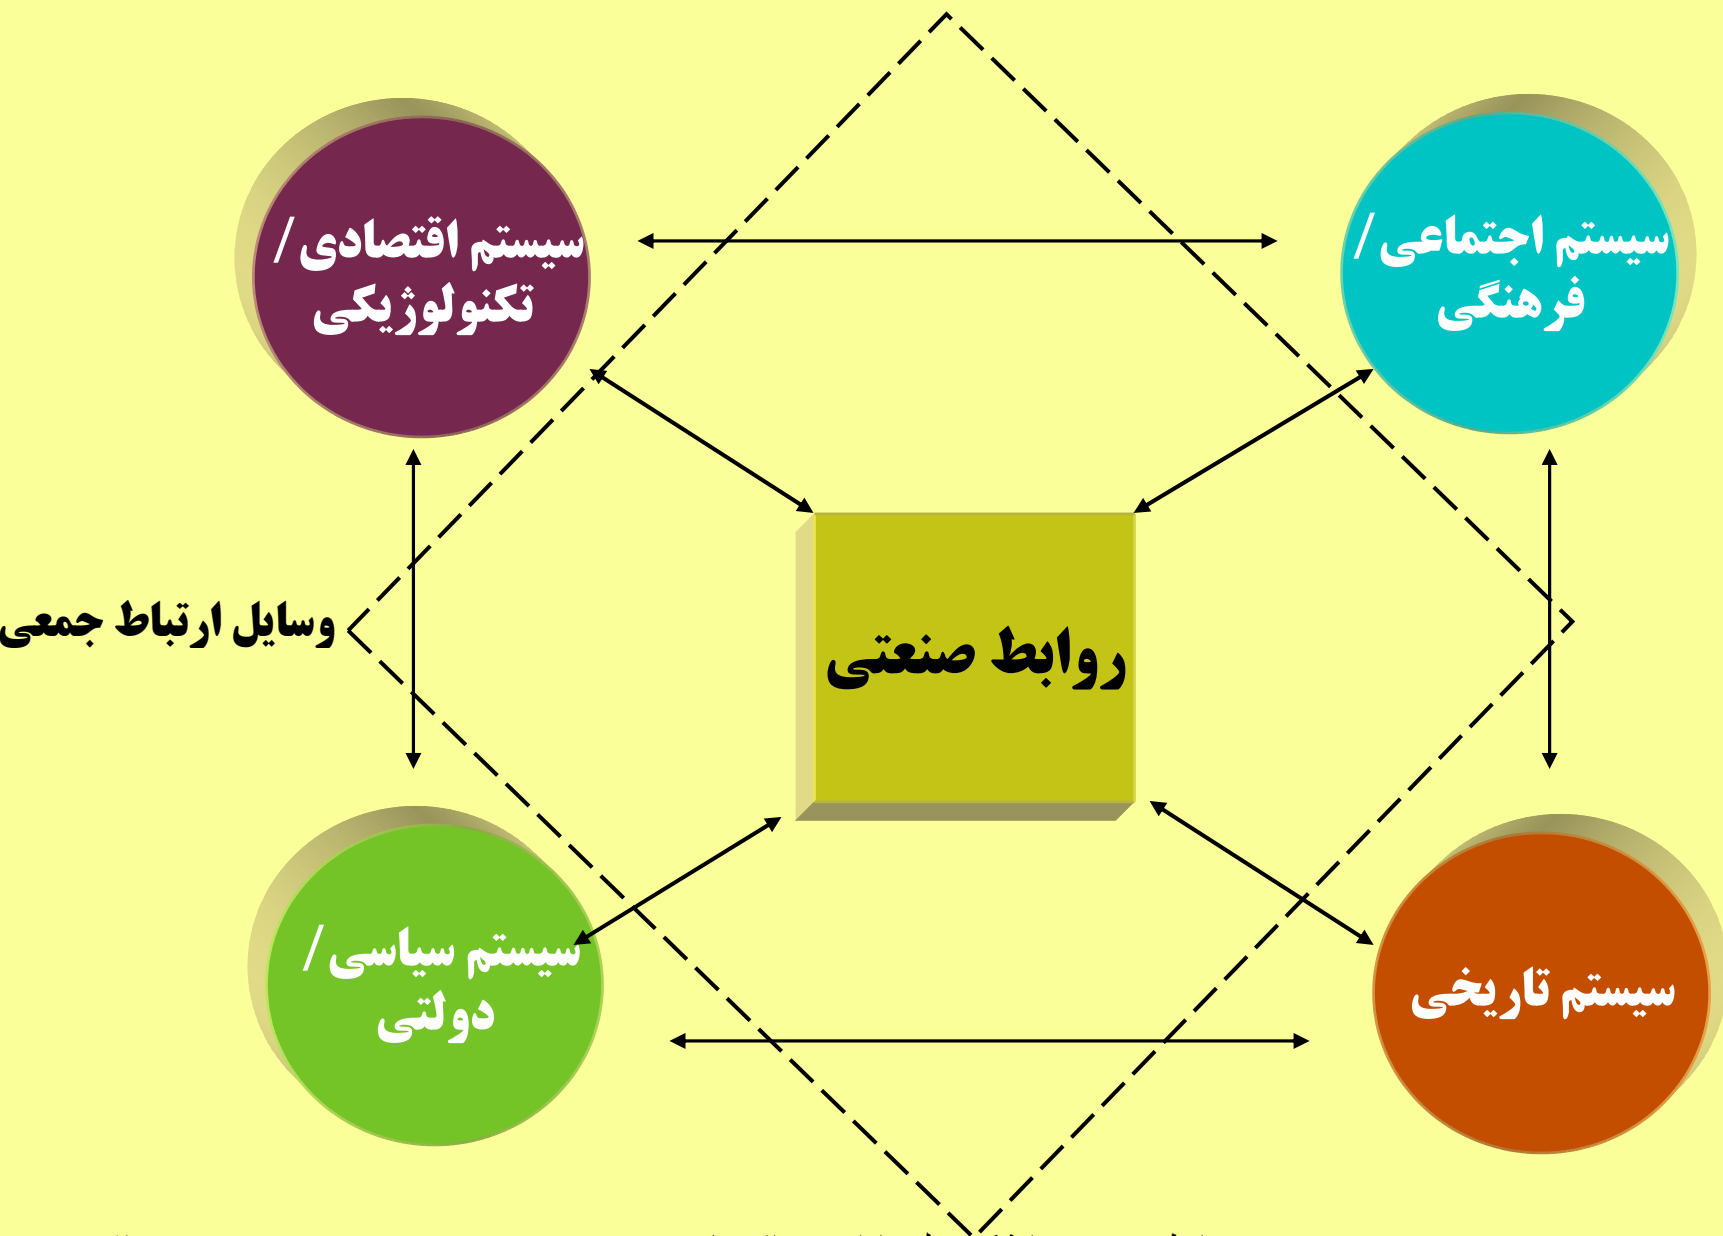 سیستم اجتماعی /
فرهنگی
سیستم اقتصادی /
تکنولوژیکی
وسایل ارتباط جمعی
روابط صنعتی
سیستم تاریخی
سیستم سیاسی /
دولتی